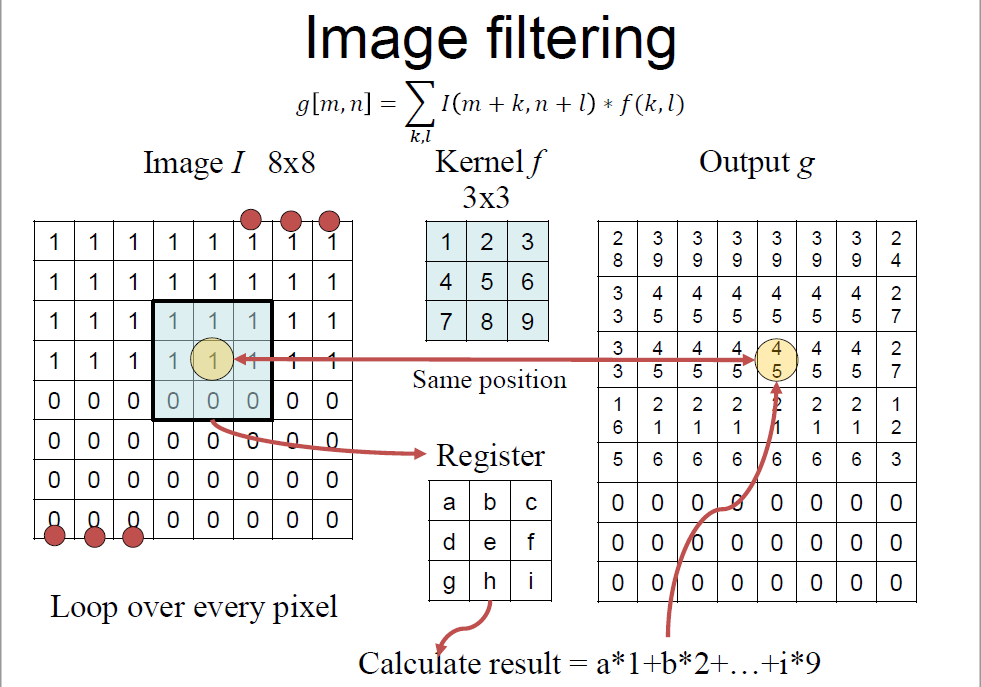 Image filtering
g[m,n] = ∑ I(m + k, n + l) * f(k, l)
k,l
Image I 8x8
1 1 1 1 1 1 1 1
1 1 1 1 1 1 1 1
1 1 1 1 1 1 1 1
1 1 1 1 1 1 1 1
0 0 0 0 0 0 0 0
0 0 0 0 0 0 0 0
0 0 0 0 0 0 0 0
0 0 0 0 0 0 0 0
Loop over every pixel
Kernel f
3x3
1 2 3
4 5 6
7 8 9
Same position
Register
a b c
d e f
g h i
Output g
28 39 39 39 39 39 39 24
33 45 45 45 45 45 45 27
33 45 45 45 45 45 45 27
16 21 21 21 21 21 21 12
5 6 6 6 6 6 6 3
0 0 0 0 0 0 0 0
0 0 0 0 0 0 0 0
0 0 0 0 0 0 0 0
Calculate result = a*1+b*2+…+i*9